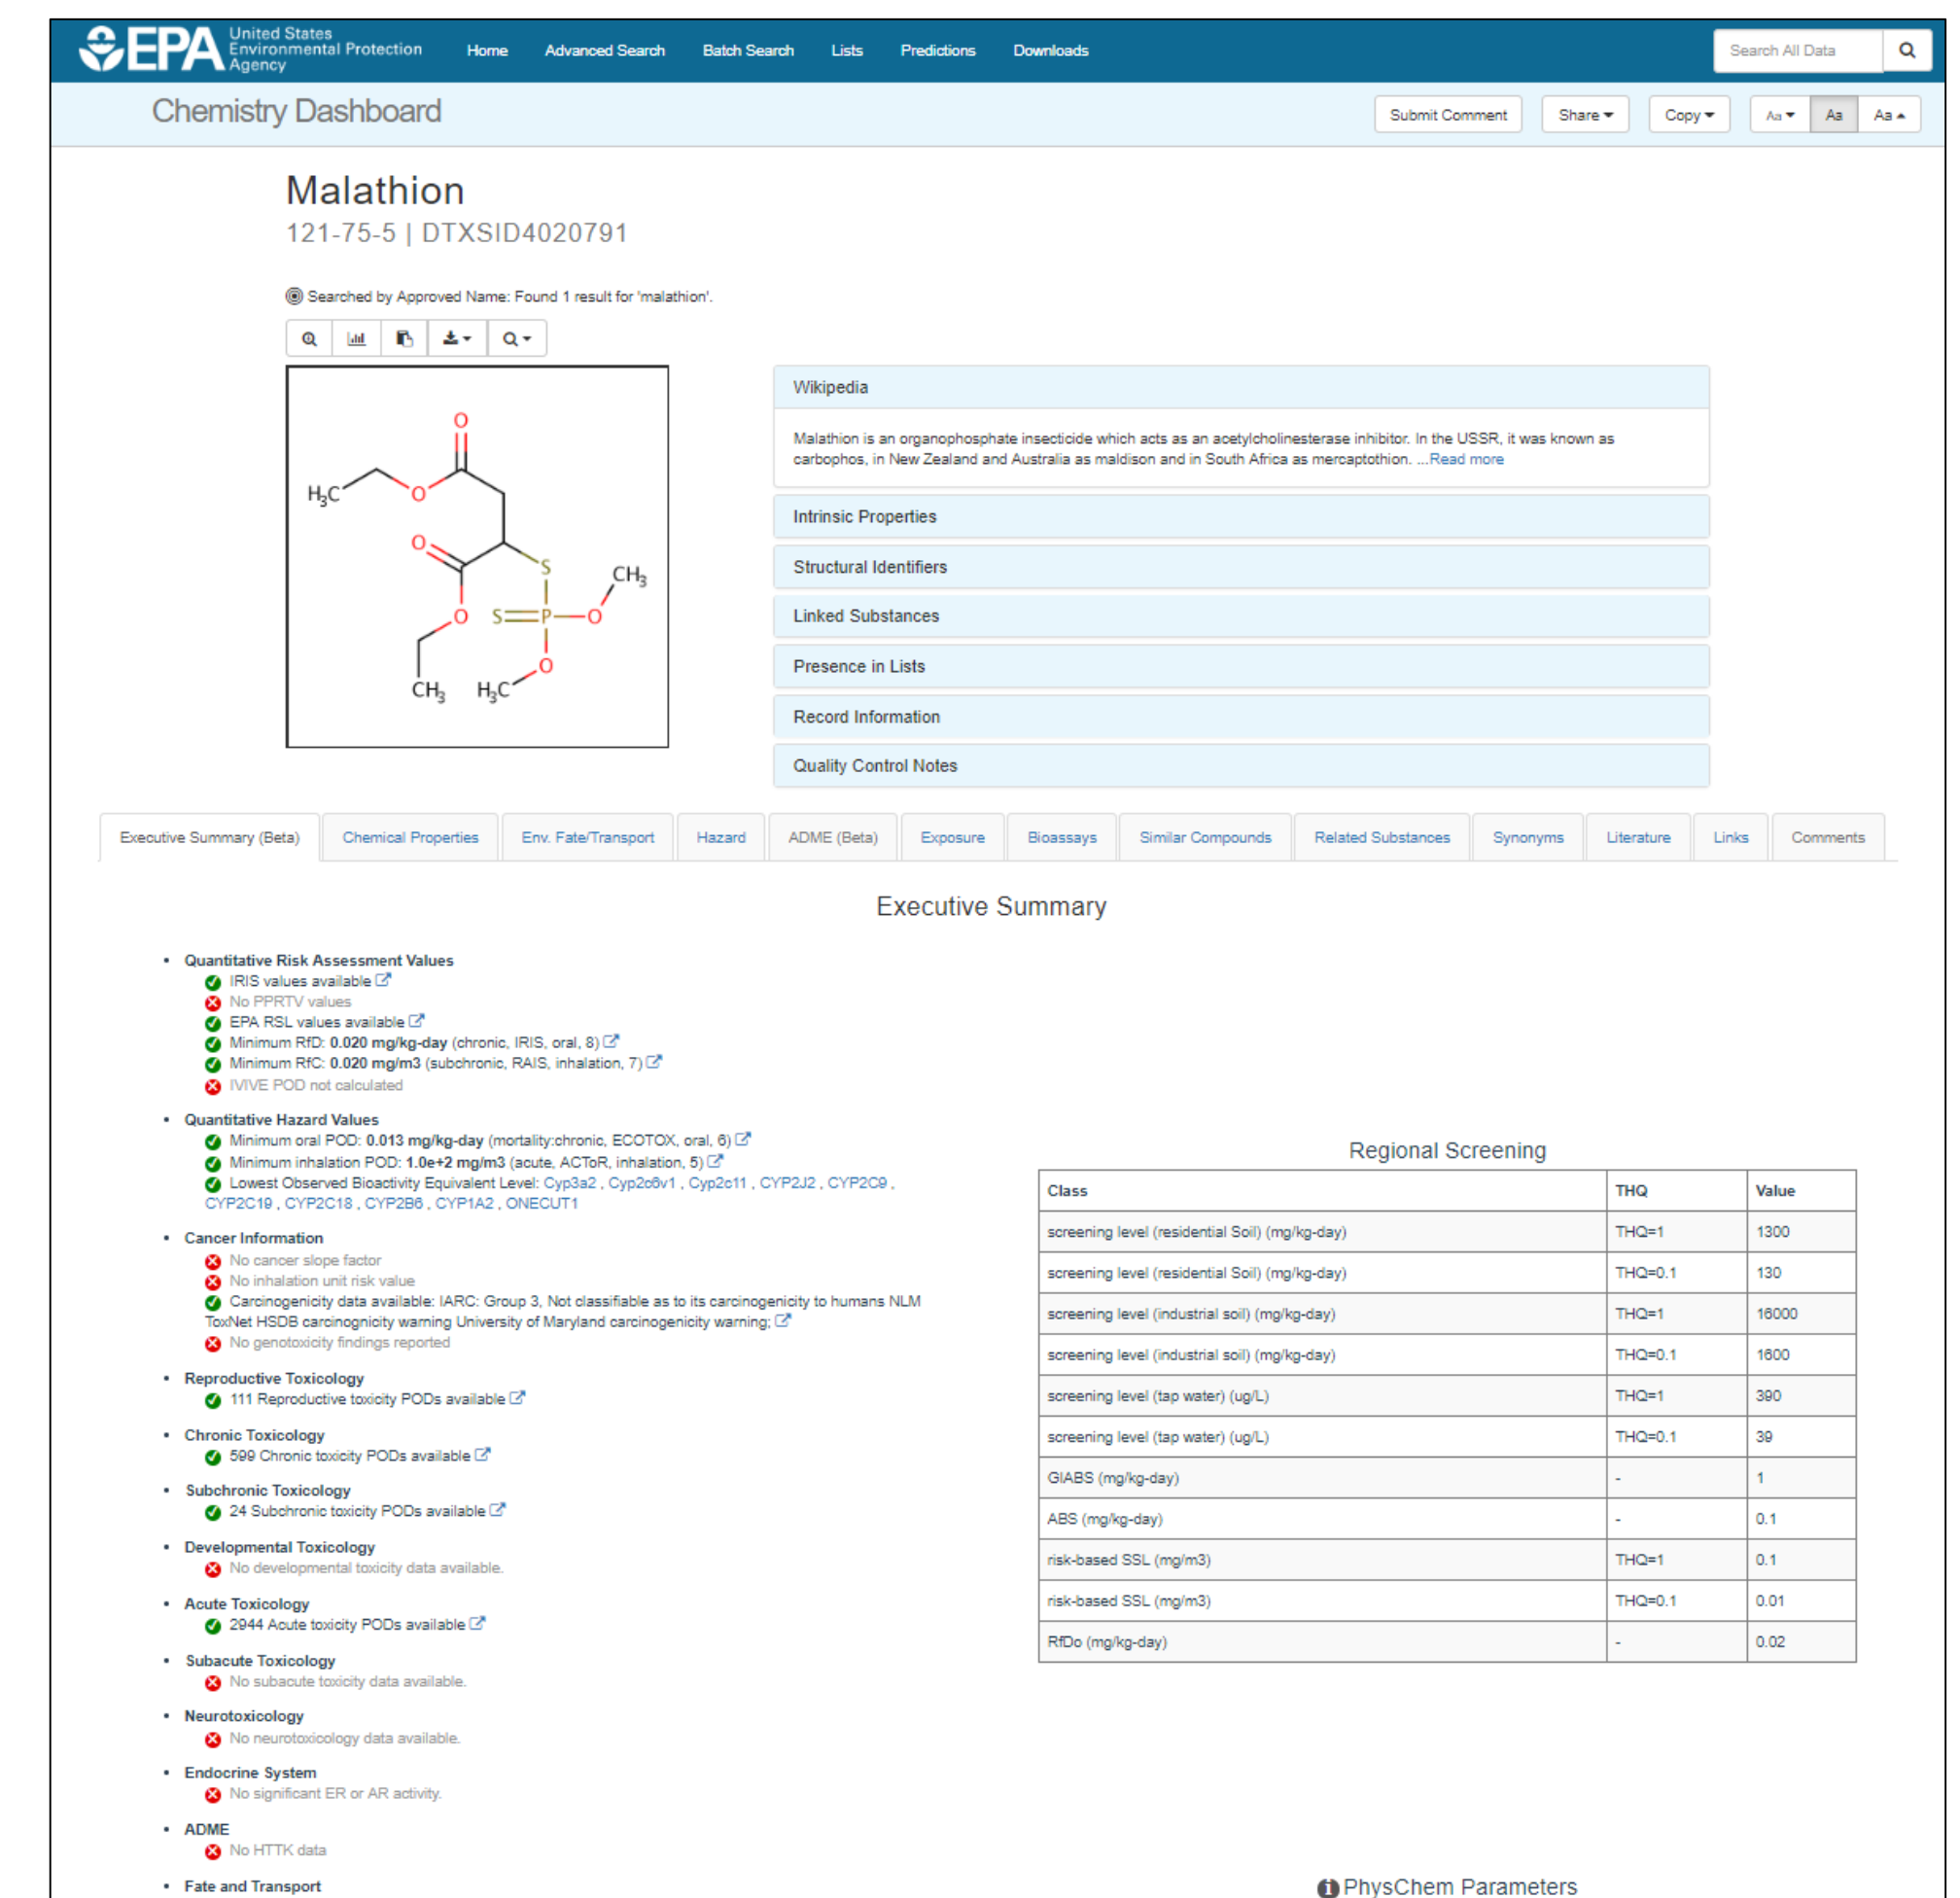 EPA United States Environmental Protection Agency Home Advanced Search Batch Search Lists Predictions Downloads Search All Data
Chemistry Dashboard Submit Comment Share Copy Aa Aa Aa
Malathion
121-75-5 | DTXSID4020791
Searched by Approved Name: Found 1 result for 'malathion'.
O
H3C O
O
S CH3
O S P O
O
CH3 H3C
Wikipedia
Malathion is an organophosphate insecticide which acts as an acetylcholinesterase inhibitor. In the USSR, it was known as
carbophos, in New Zealand and Australia as maldison and in South Africa as mercaptothion. ...Read more
Intrinsic Properties
Structural Identifiers
Linked Substances
Presence in Lists
Record Information
Quality Control Notes
Executive Summary (Beta) Chemical Properties Env. Fate/Transport Hazard ADME (Beta) Exposure Bioassays Similar Compounds Related Substances Synonyms Literature Links Comments
Executive Summary
• Quantitative Risk Assessment Values
IRIS values available
No PPRTV values
EPA RSL values available
Minimum RfD: 0.020 mg/kg-day (chronic, IRIS, oral, 8)
Minimum RfC: 0.020 mg/m3 (subchronic, RAIS, inhalation, 7)
IVIVE POD not calculated
• Quantitative Hazard Values
Minimum oral POD: 0.013 mg/kg-day (mortality:chronic, ECOTOX, oral, 6)
Minimum inhalation POD: 1.0e+2 mg/m3 (acute, ACToR, inhalation, 5)
Lowest Observed Bioactivity Equivalent Level: Cyp3a2 , Cyp2c6v1 , Cyp2c11 , CYP2J2 , CYP2C9 ,
CYP2C19 , CYP2C18 , CYP2B6 , CYP1A2 , ONECUT1
• Cancer Information
No cancer slope factor
No inhalation unit risk value
Carcinogenicity data available: IARC: Group 3, Not classifiable as to its carcinogenicity to humans NLM
ToxNet HSDB carcinognicity warning University of Maryland carcinogenicity warning;
No genotoxicity findings reported
• Reproductive Toxicology
111 Reproductive toxicity PODs available
• Chronic Toxicology
599 Chronic toxicity PODs available
• Subchronic Toxicology
24 Subchronic toxicity PODs available
• Developmental Toxicology
No developmental toxicity data available.
• Acute Toxicology
2944 Acute toxicity PODs available
• Subacute Toxicology
No subacute toxicity data available.
• Neurotoxicology
No neurotoxicology data available.
• Endocrine System
No significant ER or AR activity.
• ADME
No HTTK data
• Fate and Transport
Regional Screening
Class THQ Value
screening level (residential Soil) (mg/kg-day) THQ=1 1300
screening level (residential Soil) (mg/kg-day) THQ=0.1 130
screening level (industrial soil) (mg/kg-day) THQ=1 16000
screening level (industrial soil) (mg/kg-day) THQ=0.1 1600
screening level (tap water) (ug/L) THQ=1 390
screening level (tap water) (ug/L) THQ=0.1 39
GIABS (mg/kg-day) - 1
ABS (mg/kg-day) - 0.1
risk-based SSL (mg/m3) THQ=1 0.1
risk-based SSL (mg/m3) THQ=0.1 0.01
RfDo (mg/kg-day) - 0.02
PhysChem Parameters